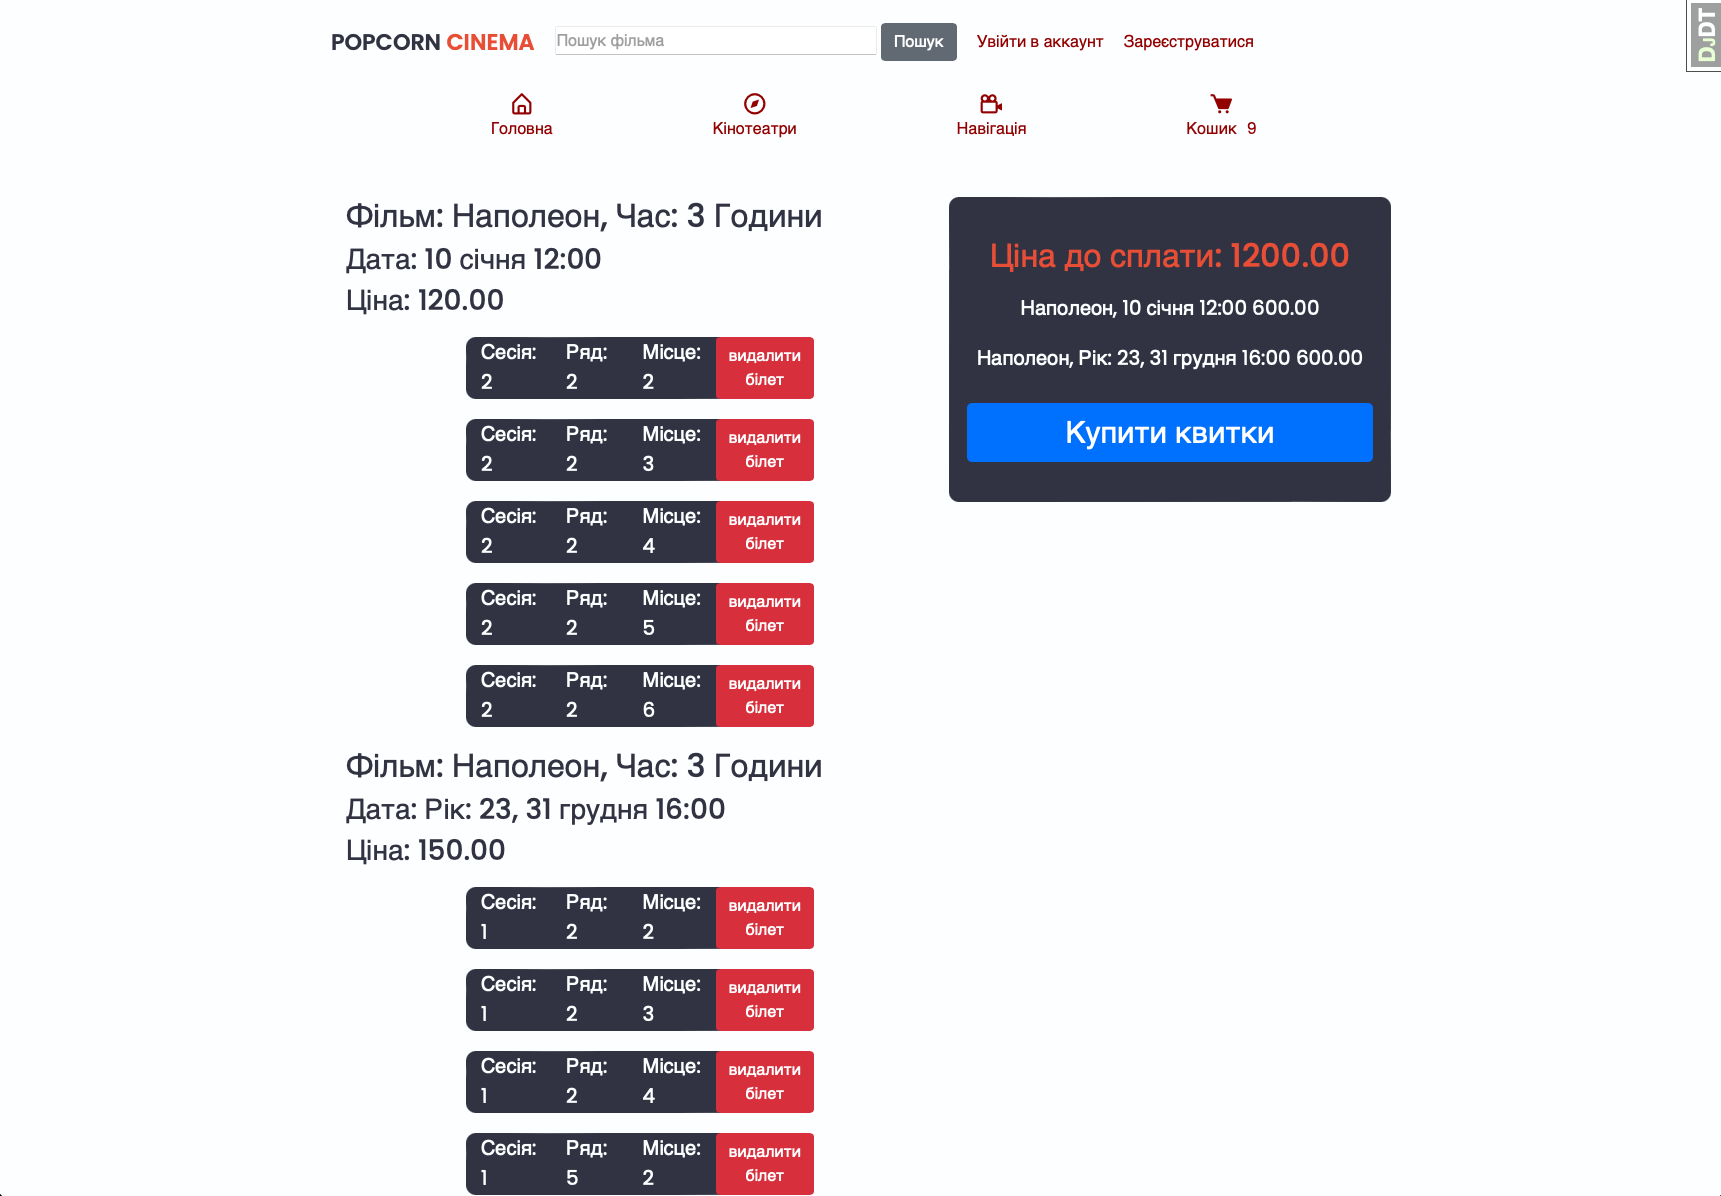 POPCORN CINEMA
Пошук фільма
Пошук
Увійти в аккаунт
Зареєструватися
DjDT
Головна
Кінотеатри
Навігація
Кошик 9
Фільм: Наполеон, Час: 3 Години
Дата: 10 січня 12:00
Ціна: 120.00
Сесія: Ряд: Місце: видалити
2 2 2 білет
Сесія: Ряд: Місце: видалити
2 2 3 білет
Сесія: Ряд: Місце: видалити
2 2 4 білет
Сесія: Ряд: Місце: видалити
2 2 5 білет
Сесія: Ряд: Місце: видалити
2 2 6 білет
Фільм: Наполеон, Час: 3 Години
Дата: Рік: 23, 31 грудня 16:00
Ціна: 150.00
Сесія: Ряд: Місце: видалити
1 2 2 білет
Сесія: Ряд: Місце: видалити
1 2 3 білет
Сесія: Ряд: Місце: видалити
1 2 4 білет
Сесія: Ряд: Місце: видалити
1 5 2 білет
Ціна до сплати: 1200.00
Наполеон, 10 січня 12:00 600.00
Наполеон, Рік: 23, 31 грудня 16:00 600.00
Купити квитки